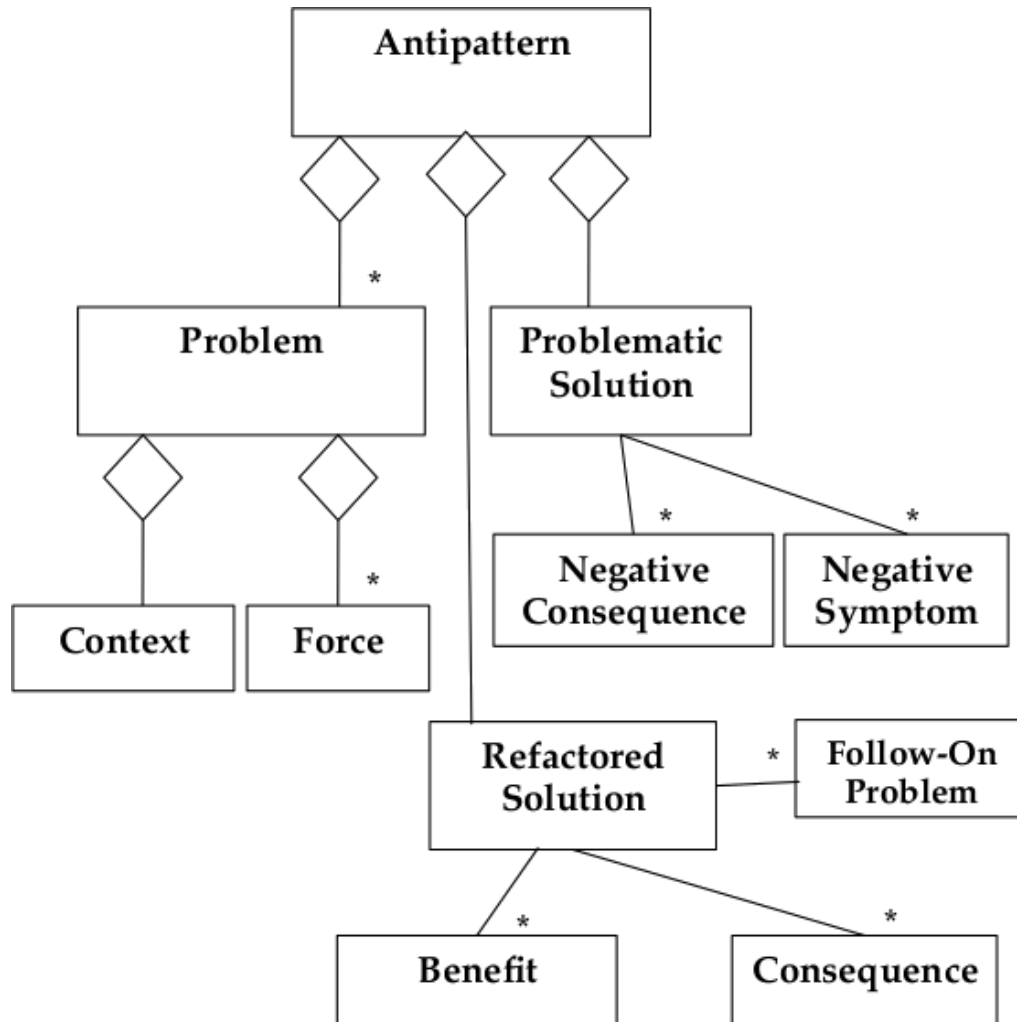 Antipattern
*
Problem
Problematic
Solution
*
*
Negative
Consequence
Negative
Symptom
*
Context
Force
Refactored
Solution
*
Follow-On
Problem
*
*
Benefit
Consequence